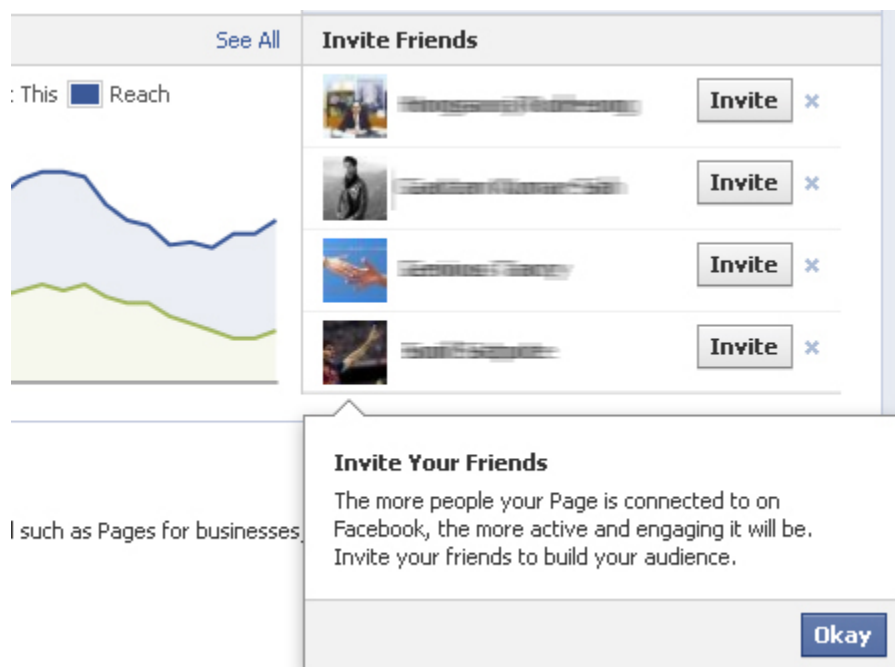 See All
Invite Friends
This
Reach
Invite
Invite
Invite
Invite
Invite Your Friends
The more people your Page is connected to on
Facebook, the more active and engaging it will be.
Invite your friends to build your audience.
such as Pages for businesses,
Okay